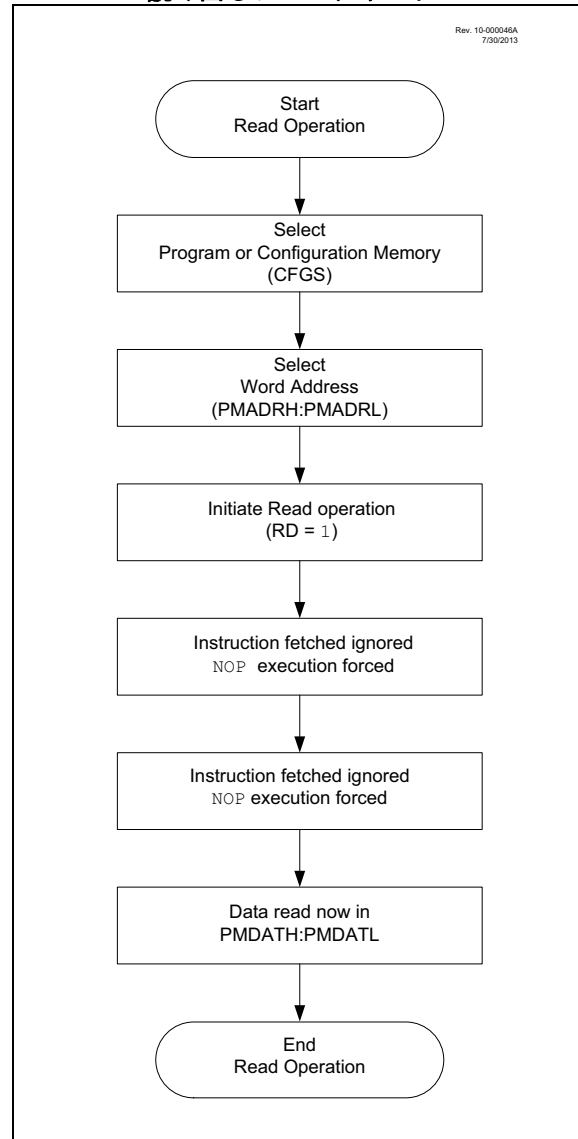 Rev. 10-000046A
7/30/2013
Start
Read Operation
Select
Program or Configuration Memory
(CFGS)
Select
Word Address
(PMADRH:PMADRL)
Initiate Read operation
(RD = 1)
Instruction fetched ignored
NOP execution forced
Instruction fetched ignored
NOP execution forced
Data read now in
PMDATH:PMDATL
End
Read Operation